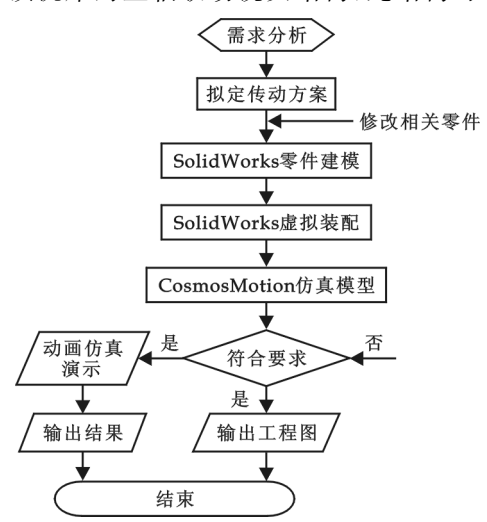 需求分析
拟定传动方案
修改相关零件
SolidWorks零件建模
SolidWorks虚拟装配
CosmosMotion仿真模型
动画仿真
演示
是
符合要求
否
是
输出结果
输出工程图
结束